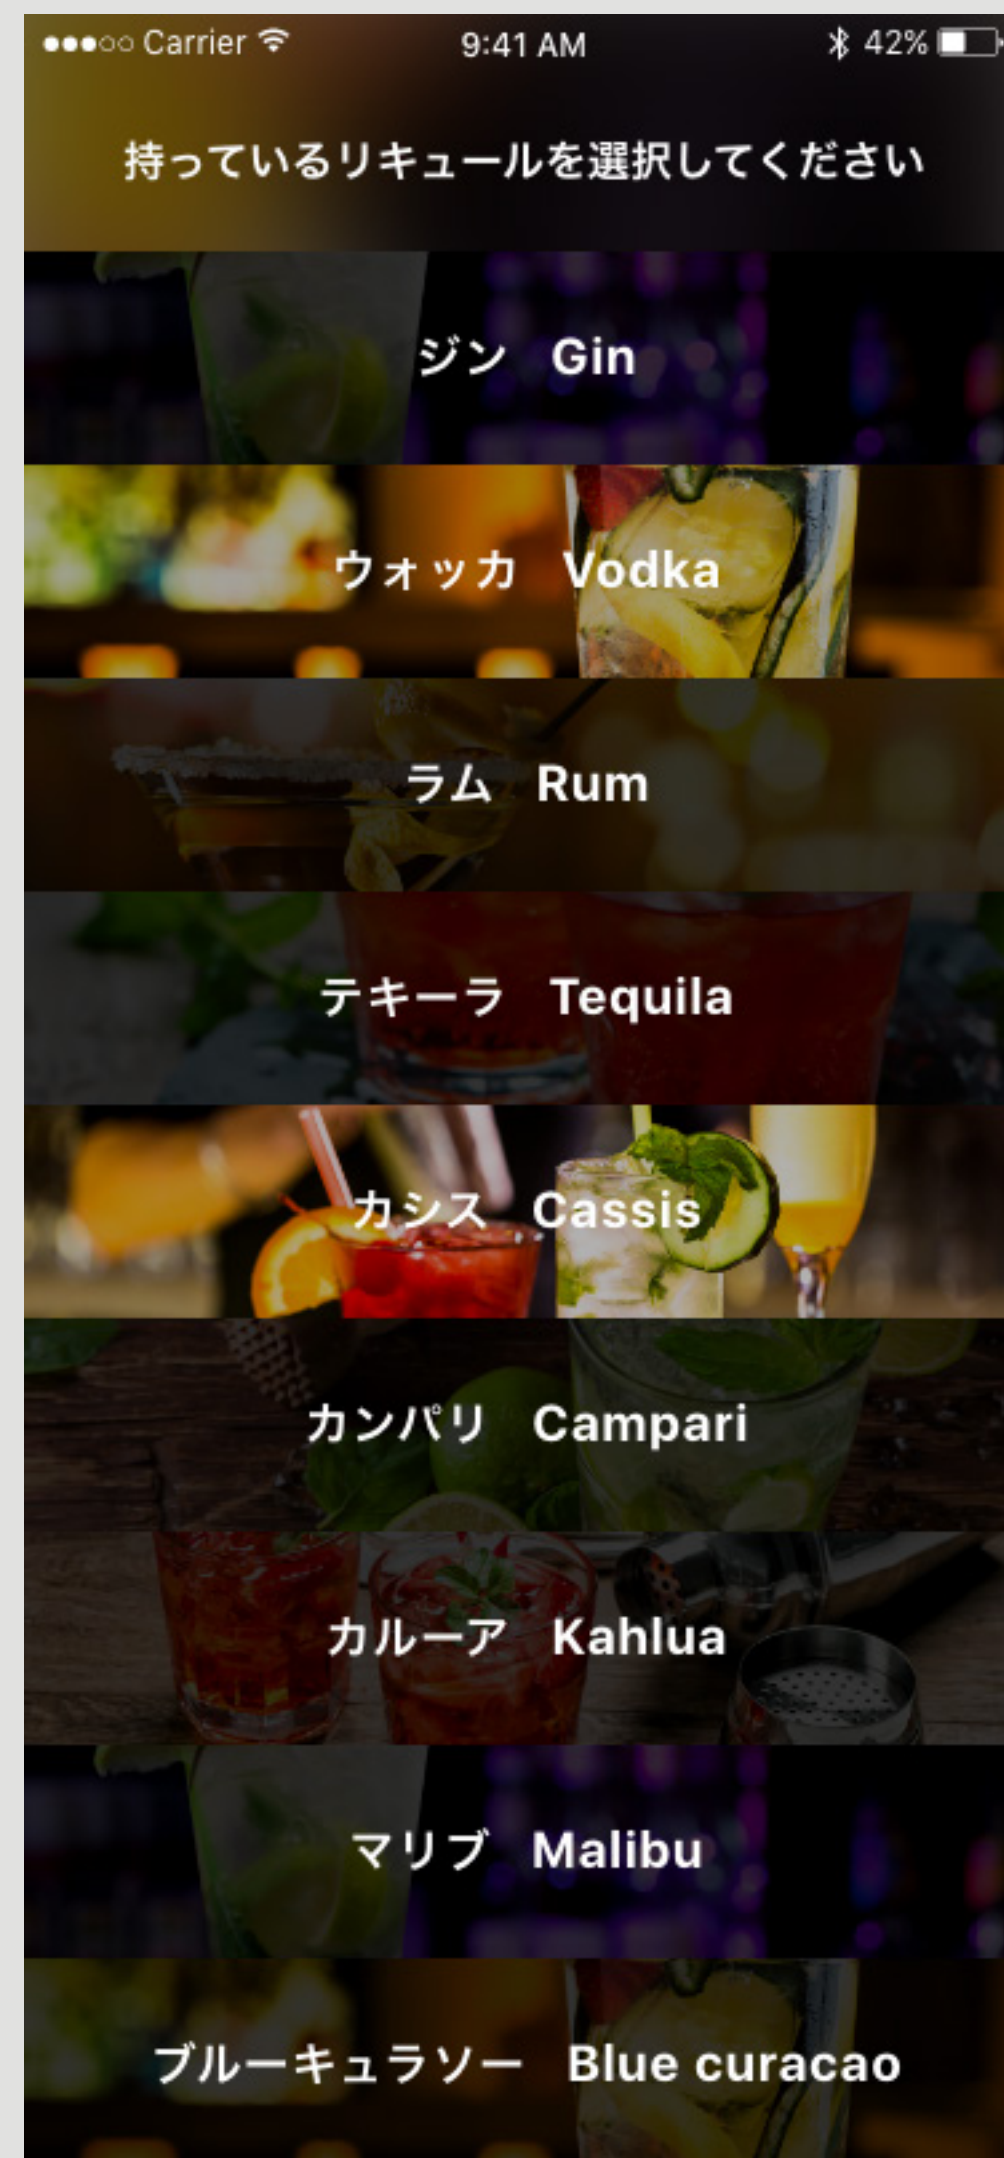 Carrier 9:41 AM 42%
持っているリキュールを選択してください
ジン Gin
ウォッカ Vodka
ラム Rum
テキーラ Tequila
カシス Cassis
カンパリ Campari
カルーア Kahlua
マリブ Malibu
ブルーキュラソー Blue curacao